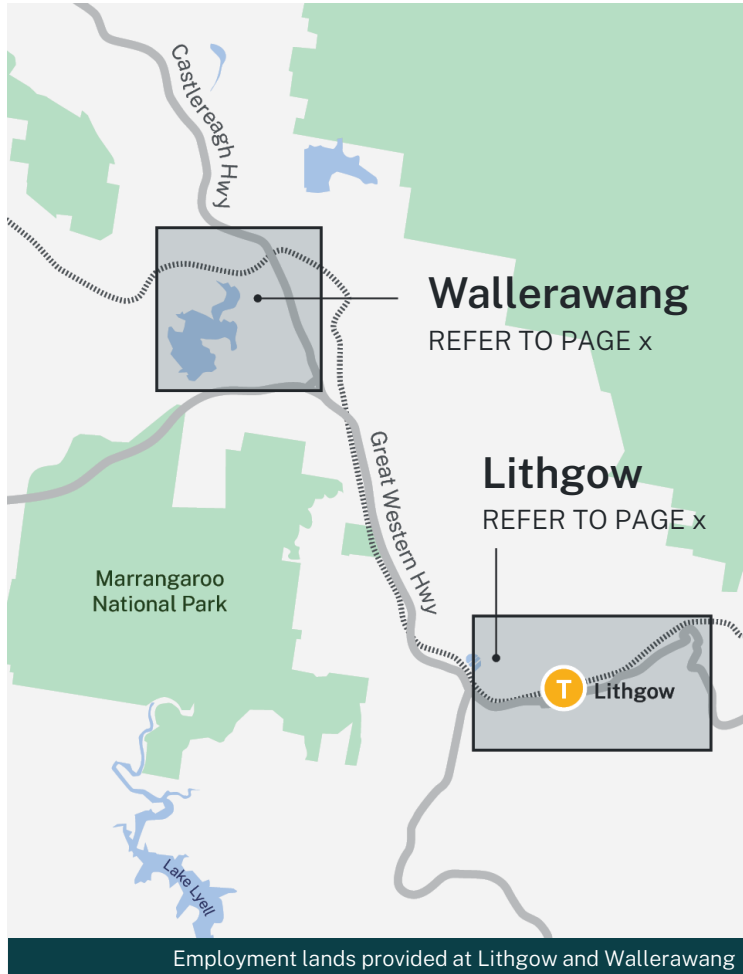 Castlereagh Hwy
Wallerawang
REFER TO PAGE x
Great Western Hwy
Lithgow
REFER TO PAGE x
Marrangaroo
National Park
T
Lithgow
Lake Lyell
Employment lands provided at Lithgow and Wallerawang